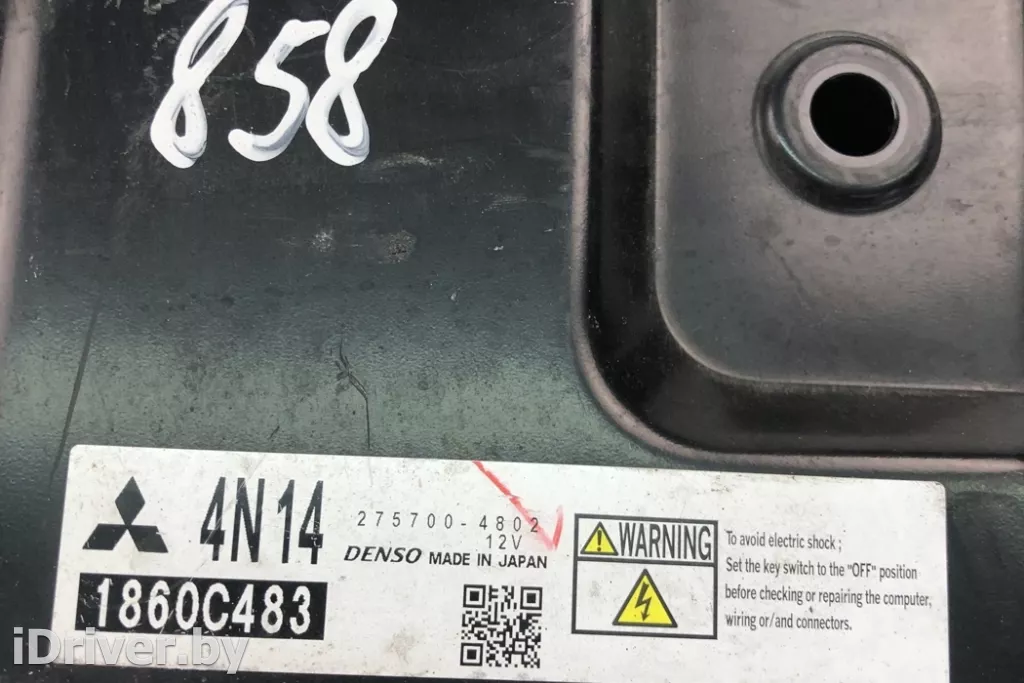 858
4N14
275700-4802
12V
DENSO MADE IN JAPAN
1860C483
WARNING
To avoid electric shock ;
Set the key switch to the "OFF" position
before checking or repairing the computer,
wiring or/and connectors.
iDriver.by